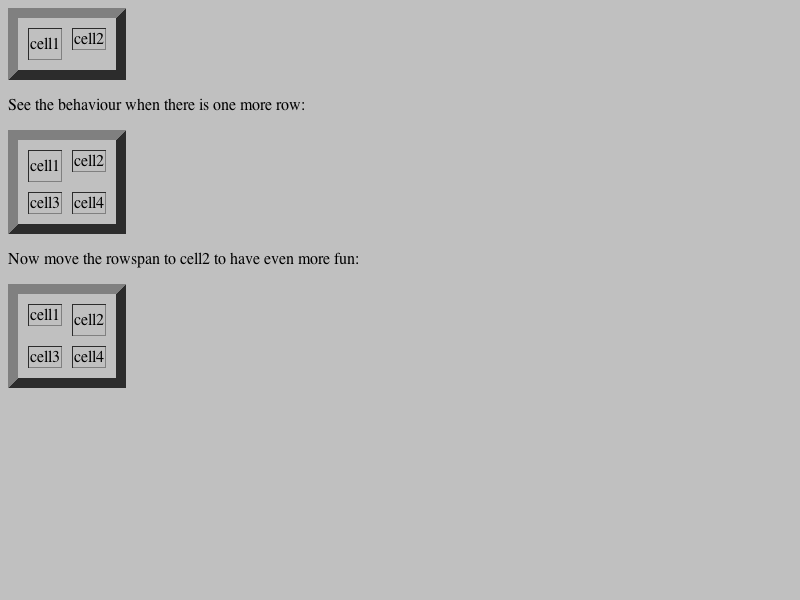 cell1 cell2
See the behaviour when there is one more row:
cell1 cell2
cell3 cell4
Now move the rowspan to cell2 to have even more fun:
cell1 cell2
cell3 cell4